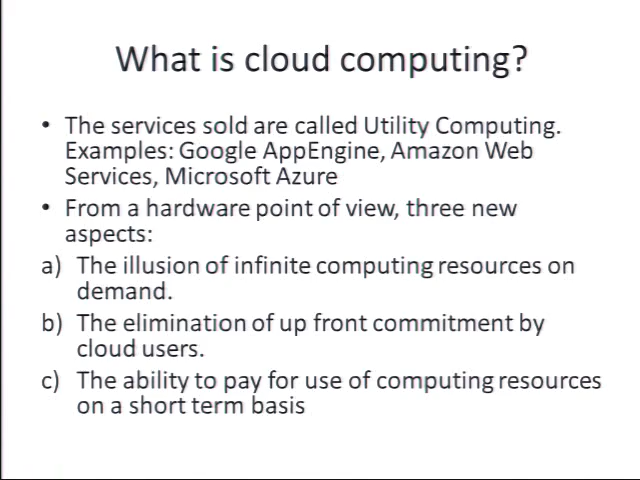 What is cloud computing?
• The services sold are called Utility Computing.
Examples: Google AppEngine, Amazon Web
Services, Microsoft Azure
• From a hardware point of view, three new
aspects:
a) The illusion of infinite computing resources on
demand.
b) The elimination of up front commitment by
cloud users.
c) The ability to pay for use of computing resources
on a short term basis